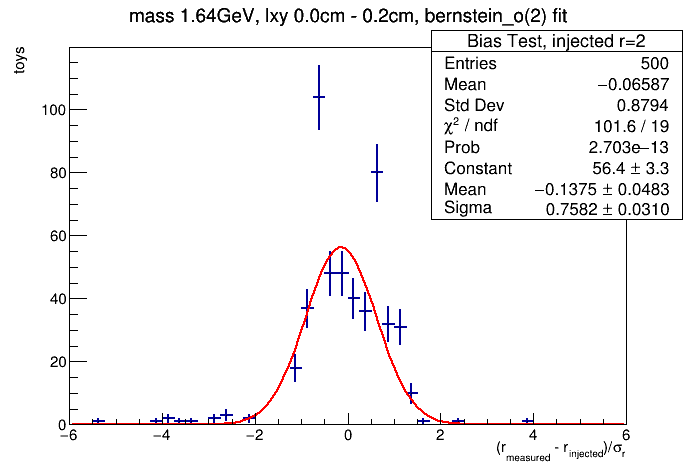 mass 1.64GeV, lxy 0.0cm - 0.2cm, bernstein_o(2) fit
toys
Bias Test, injected r=2
Entries 500
Mean −0.06587
Std Dev 0.8794
χ² / ndf 101.6 / 19
Prob 2.703e−13
Constant 56.4 ± 3.3
Mean −0.1375 ± 0.0483
Sigma 0.7582 ± 0.0310
100
80
60
40
20
0
−6 −4 −2 0 2 4 6
(r_measured - r_injected)/σ_r